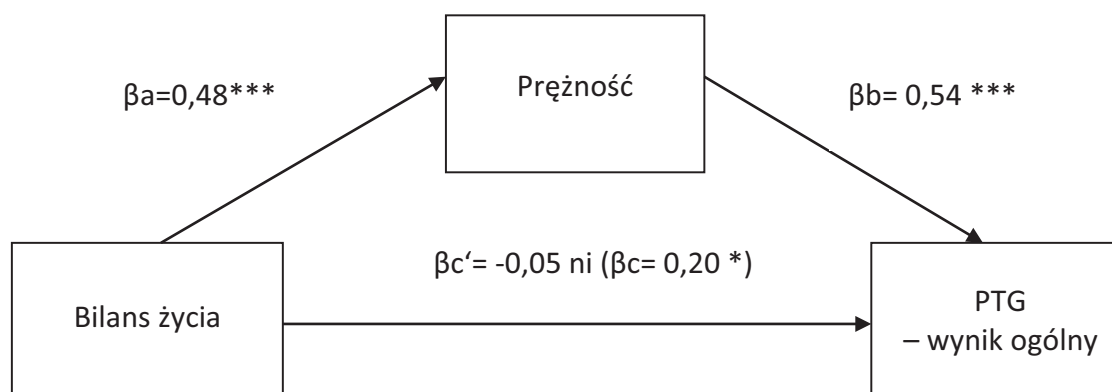 Prężność
βa=0,48***
βb= 0,54 ***
βc‘= -0,05 ni (βc= 0,20 *)
Bilans życia
PTG
– wynik ogólny